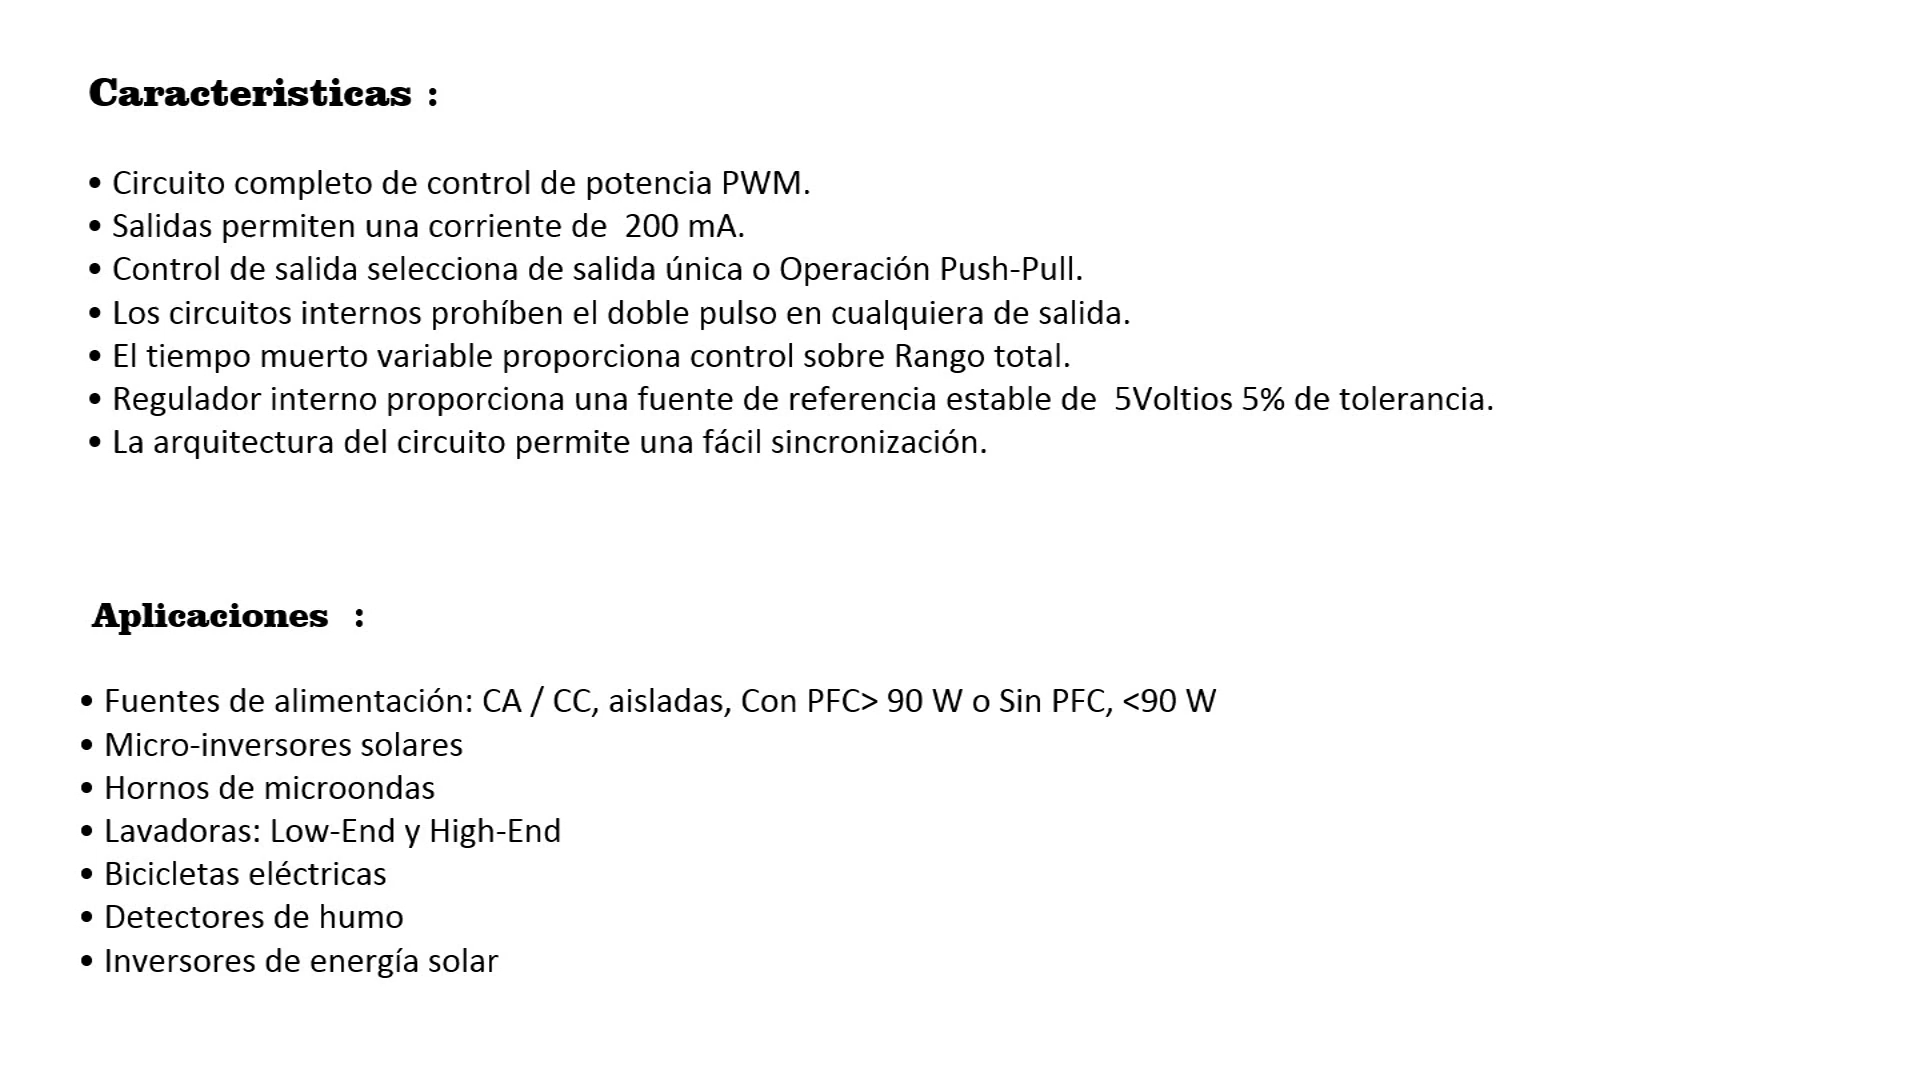 Caracteristicas :
• Circuito completo de control de potencia PWM.
• Salidas permiten una corriente de  200 mA.
• Control de salida selecciona de salida única o Operación Push-Pull.
• Los circuitos internos prohíben el doble pulso en cualquiera de salida.
• El tiempo muerto variable proporciona control sobre Rango total.
• Regulador interno proporciona una fuente de referencia estable de  5Voltios 5% de tolerancia.
• La arquitectura del circuito permite una fácil sincronización.
Aplicaciones  :
• Fuentes de alimentación: CA / CC, aisladas, Con PFC> 90 W o Sin PFC, <90 W
• Micro-inversores solares
• Hornos de microondas
• Lavadoras: Low-End y High-End
• Bicicletas eléctricas
• Detectores de humo
• Inversores de energía solar